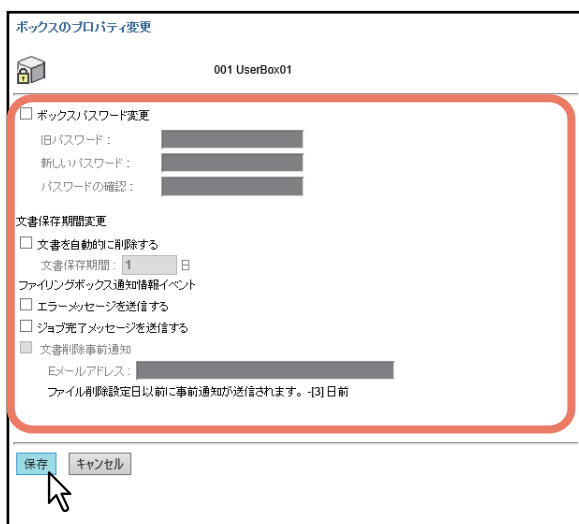 ボックスのプロパティ変更
001 UserBox01
ボックスパスワード変更
旧パスワード：
新しいパスワード：
パスワードの確認：
文書保存期間変更
文書を自動的に削除する
文書保存期間：1 日
ファイリングボックス通知情報イベント
エラーメッセージを送信する
ジョブ完了メッセージを送信する
文書削除事前通知
Eメールアドレス：
ファイル削除設定日以前に事前通知が送信されます。-[3]日前
保存 キャンセル